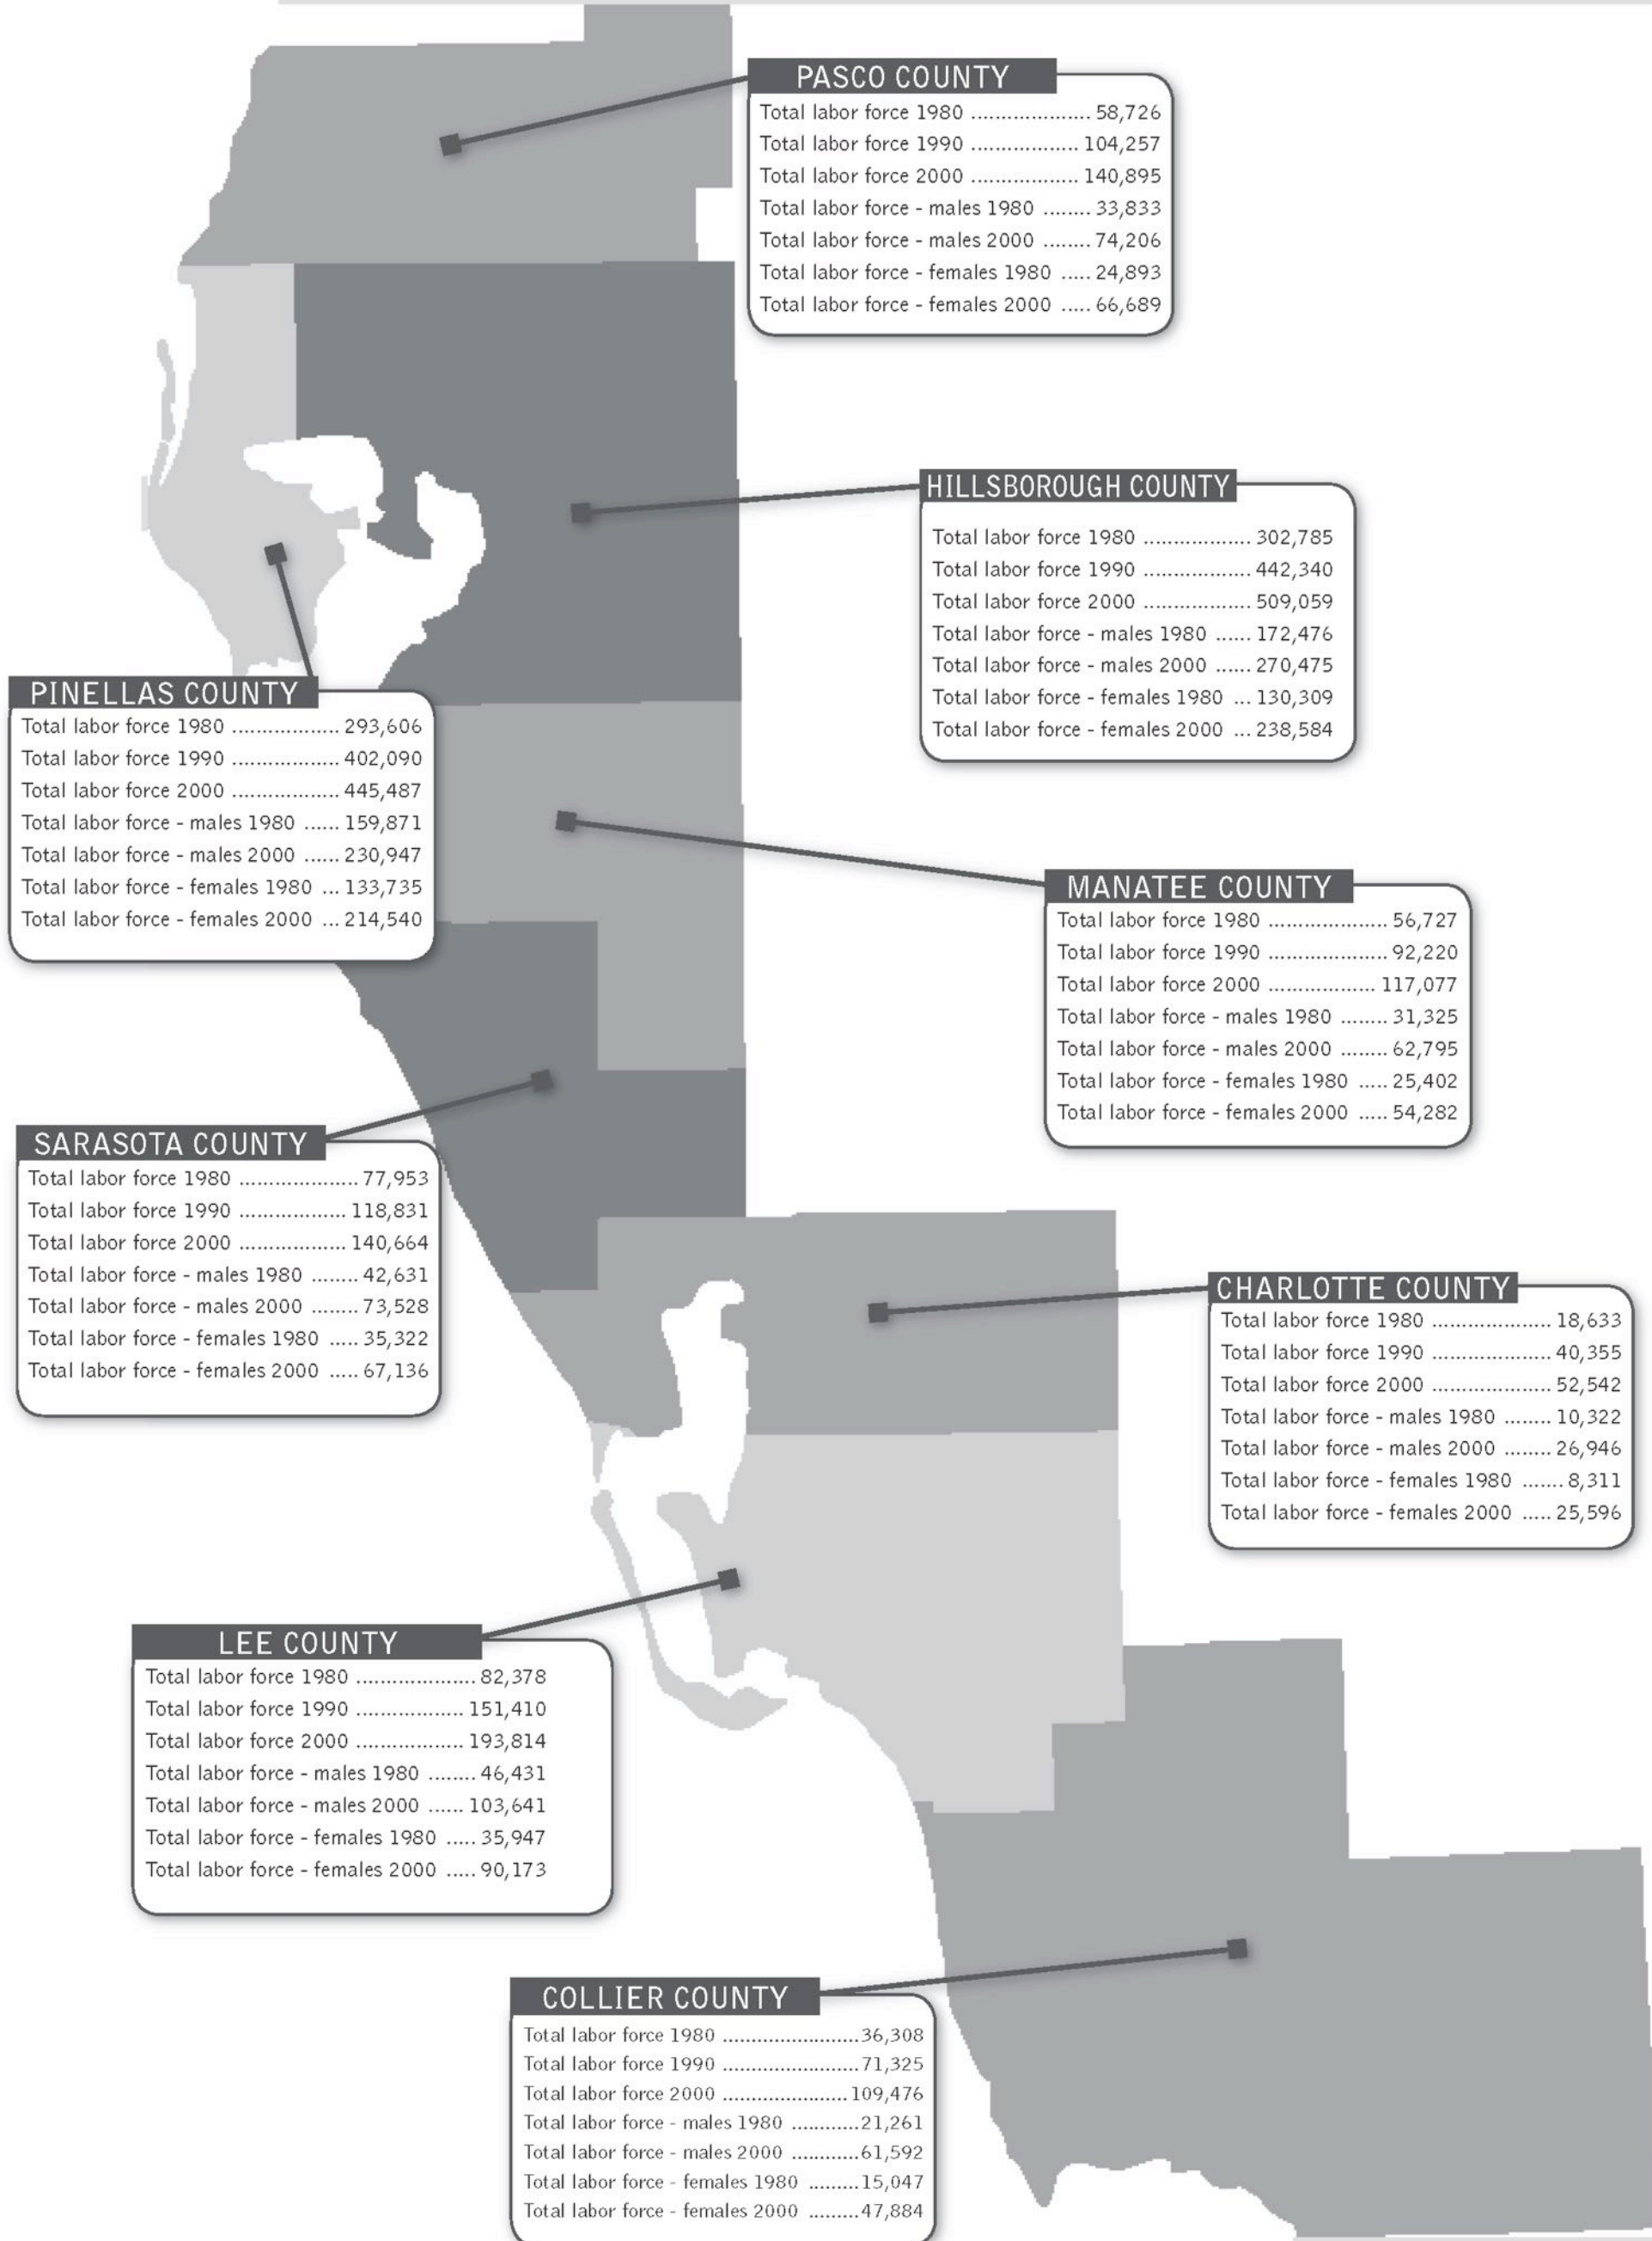 PASCO COUNTY
Total labor force 1980 .................... 58,726
Total labor force 1990 .................. 104,257
Total labor force 2000 .................. 140,895
Total labor force - males 1980 ........ 33,833
Total labor force - males 2000 ........ 74,206
Total labor force - females 1980 ..... 24,893
Total labor force - females 2000 ..... 66,689
HILLSBOROUGH COUNTY
Total labor force 1980 .................. 302,785
Total labor force 1990 .................. 442,340
Total labor force 2000 .................. 509,059
Total labor force - males 1980 ...... 172,476
Total labor force - males 2000 ...... 270,475
Total labor force - females 1980 ... 130,309
Total labor force - females 2000 ... 238,584
PINELLAS COUNTY
Total labor force 1980 .................. 293,606
Total labor force 1990 .................. 402,090
Total labor force 2000 .................. 445,487
Total labor force - males 1980 ...... 159,871
Total labor force - males 2000 ...... 230,947
Total labor force - females 1980 ... 133,735
Total labor force - females 2000 ... 214,540
MANATEE COUNTY
Total labor force 1980 .................... 56,727
Total labor force 1990 .................... 92,220
Total labor force 2000 .................. 117,077
Total labor force - males 1980 ........ 31,325
Total labor force - males 2000 ........ 62,795
Total labor force - females 1980 ..... 25,402
Total labor force - females 2000 ..... 54,282
SARASOTA COUNTY
Total labor force 1980 .................... 77,953
Total labor force 1990 .................. 118,831
Total labor force 2000 .................. 140,664
Total labor force - males 1980 ........ 42,631
Total labor force - males 2000 ........ 73,528
Total labor force - females 1980 ..... 35,322
Total labor force - females 2000 ..... 67,136
CHARLOTTE COUNTY
Total labor force 1980 .................... 18,633
Total labor force 1990 .................... 40,355
Total labor force 2000 .................... 52,542
Total labor force - males 1980 ........ 10,322
Total labor force - males 2000 ........ 26,946
Total labor force - females 1980 ....... 8,311
Total labor force - females 2000 ..... 25,596
LEE COUNTY
Total labor force 1980 .................... 82,378
Total labor force 1990 .................. 151,410
Total labor force 2000 .................. 193,814
Total labor force - males 1980 ........ 46,431
Total labor force - males 2000 ...... 103,641
Total labor force - females 1980 ..... 35,947
Total labor force - females 2000 ..... 90,173
COLLIER COUNTY
Total labor force 1980 ........................36,308
Total labor force 1990 ........................71,325
Total labor force 2000 ......................109,476
Total labor force - males 1980 ............21,261
Total labor force - males 2000 ............61,592
Total labor force - females 1980 .........15,047
Total labor force - females 2000 .........47,884